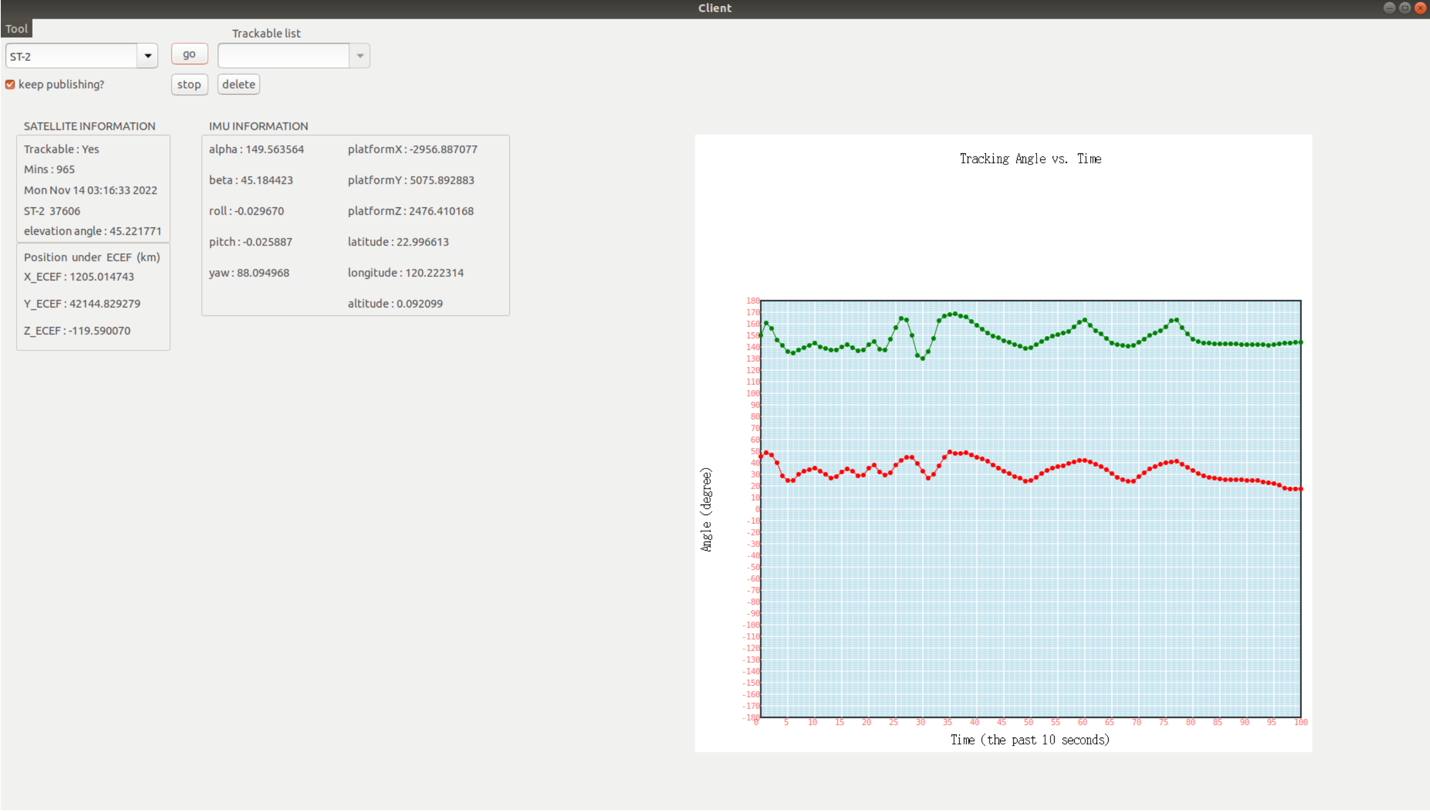 Client
Tool
Trackable list
ST-2
go
keep publishing?
stop
delete
SATELLITE INFORMATION
Trackable : Yes
Mins : 965
Mon Nov 14 03:16:33 2022
ST-2 37606
elevation angle : 45.221771
Position under ECEF (km)
X_ECEF : 1205.014743
Y_ECEF : 42144.829279
Z_ECEF : -119.590070
IMU INFORMATION
alpha : 149.563564
platformX : -2956.887077
beta : 45.184423
platformY : 5075.892883
roll : -0.029670
platformZ : 2476.410168
pitch : -0.025887
latitude : 22.996613
yaw : 88.094968
longitude : 120.222314
altitude : 0.092099
Tracking Angle vs. Time
Angle (degree)
180
170
160
150
140
130
120
110
100
90
80
70
60
50
40
30
20
10
0
-10
-20
-30
-40
-50
-60
-70
-80
-90
-100
-110
-120
-130
-140
-150
-160
-170
-180
0 5 10 15 20 25 30 35 40 45 50 55 60 65 70 75 80 85 90 95 100
Time (the past 10 seconds)